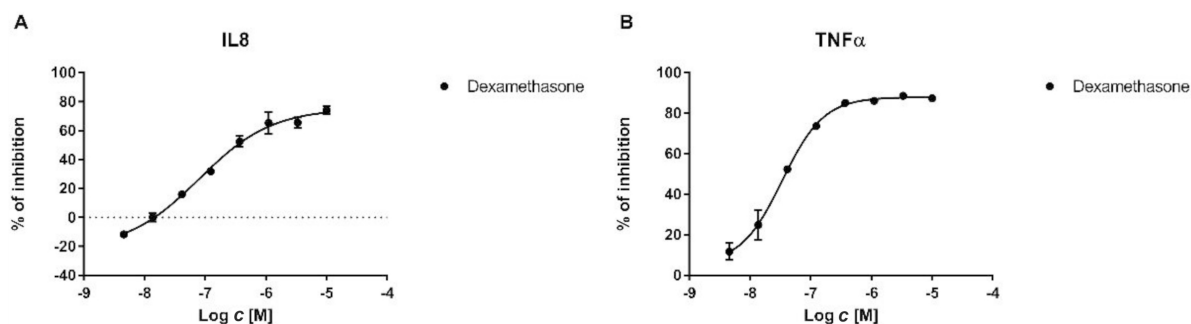 A
IL8
% of inhibition
100
80
60
40
20
0
-20
-40
-9
-8
-7
-6
-5
-4
Log c [M]
Dexamethasone
B
TNFα
% of inhibition
100
80
60
40
20
0
-9
-8
-7
-6
-5
-4
Log c [M]
Dexamethasone